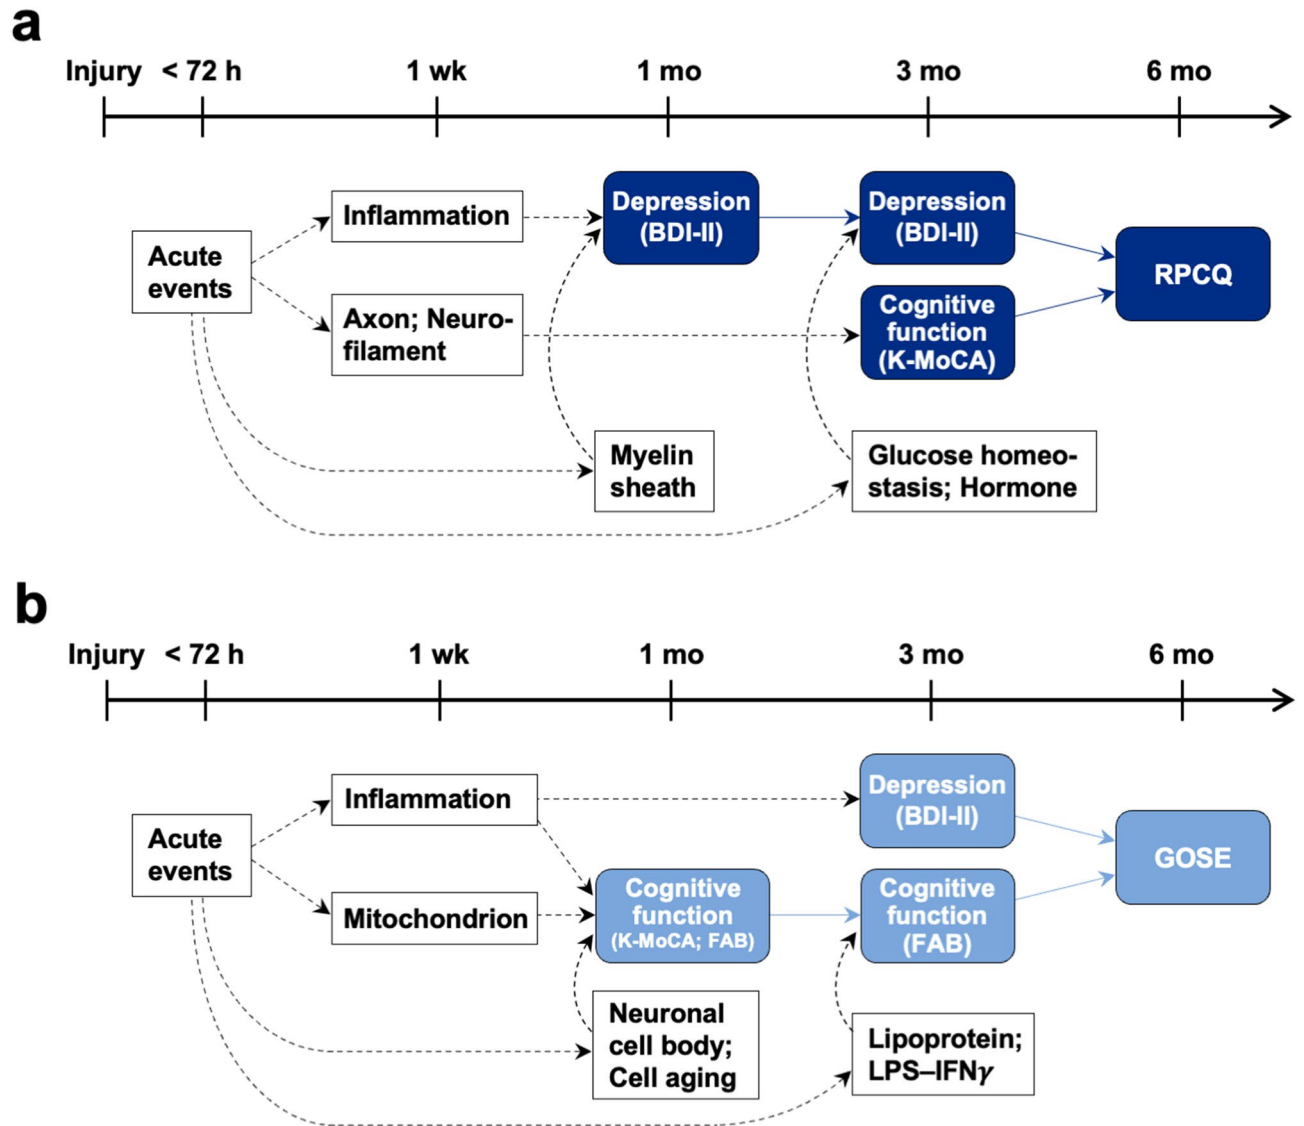 a
Injury < 72 h 1 wk 1 mo 3 mo 6 mo
Acute
events
Inflammation
Axon; Neuro-
filament
Depression
(BDI-II)
Myelin
sheath
Depression
(BDI-II)
Cognitive
function
(K-MoCA)
Glucose homeo-
stasis; Hormone
RPCQ
b
Injury < 72 h 1 wk 1 mo 3 mo 6 mo
Acute
events
Inflammation
Mitochondrion
Cognitive
function
(K-MoCA; FAB)
Neuronal
cell body;
Cell aging
Depression
(BDI-II)
Cognitive
function
(FAB)
Lipoprotein;
LPS–IFNγ
GOSE